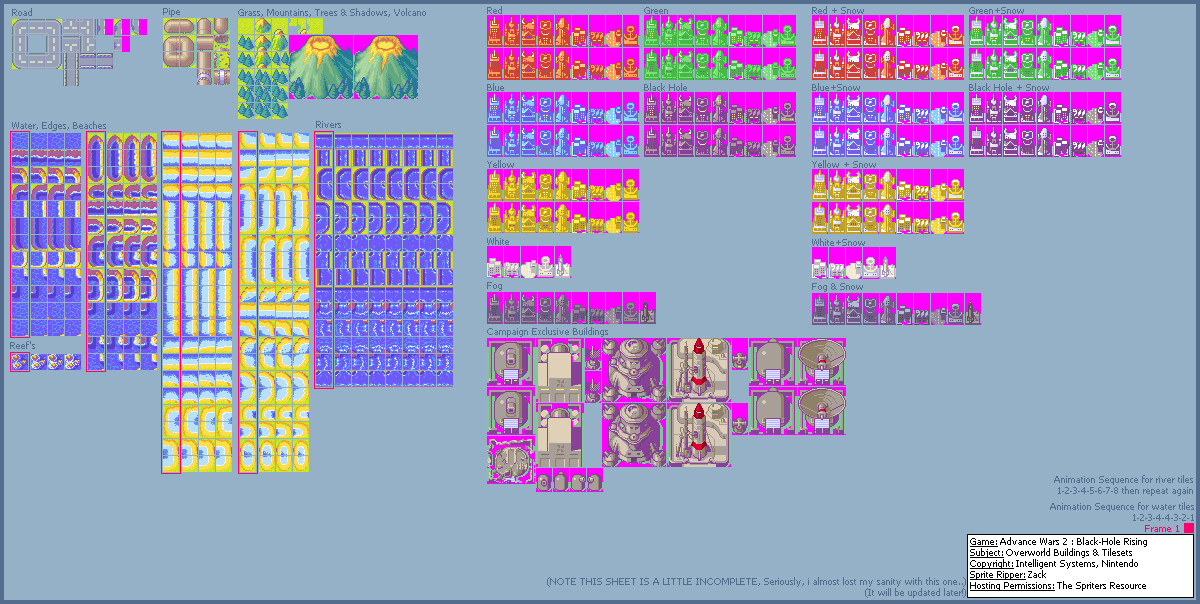 Road
Pipe
Grass, Mountains, Trees & Shadows, Volcano
Red
Green
Red + Snow
Green+Snow
Blue
Black Hole
Blue+Snow
Black Hole + Snow
Water, Edges, Beaches
Rivers
Yellow
Yellow + Snow
White
White+Snow
Fog
Fog & Snow
Campaign Exclusive Buildings
Reef's
Animation Sequence for river tiles
1-2-3-4-5-6-7-8 then repeat again
Animation Sequence for water tiles
1-2-3-4-4-3-2-1
Frame 1
Game: Advance Wars 2 : Black-Hole Rising
Subject: Overworld Buildings & Tilesets
Copyright: Intelligent Systems, Nintendo
Sprite Ripper: Zack
Hosting Permissions: The Spriters Resource
(NOTE THIS SHEET IS A LITTLE INCOMPLETE, Seriously, i almost lost my sanity with this one..)
(It will be updated later!)